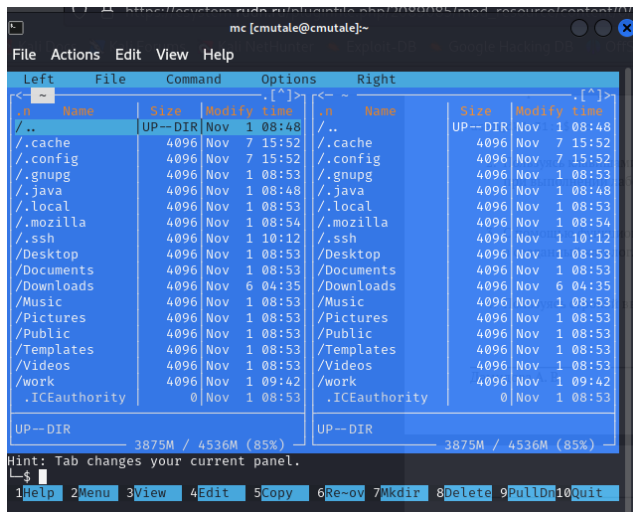 https://esystem.rudn.ru/pluginfile.php/2089085/mod_resource/content/0/
mc [cmutale@cmutale]:~
File Actions Edit View Help
Left File Command Options Right
<- ~ .[^]> <- ~ .[^]>
.n Name Size Modify time .n Name Size Modify time
/.. UP--DIR Nov 1 08:48 /.. UP--DIR Nov 1 08:48
/.cache 4096 Nov 7 15:52 /.cache 4096 Nov 7 15:52
/.config 4096 Nov 7 15:52 /.config 4096 Nov 7 15:52
/.gnupg 4096 Nov 1 08:53 /.gnupg 4096 Nov 1 08:53
/.java 4096 Nov 1 08:48 /.java 4096 Nov 1 08:48
/.local 4096 Nov 1 08:53 /.local 4096 Nov 1 08:53
/.mozilla 4096 Nov 1 08:54 /.mozilla 4096 Nov 1 08:54
/.ssh 4096 Nov 1 10:12 /.ssh 4096 Nov 1 10:12
/Desktop 4096 Nov 1 08:53 /Desktop 4096 Nov 1 08:53
/Documents 4096 Nov 1 08:53 /Documents 4096 Nov 1 08:53
/Downloads 4096 Nov 6 04:35 /Downloads 4096 Nov 6 04:35
/Music 4096 Nov 1 08:53 /Music 4096 Nov 1 08:53
/Pictures 4096 Nov 1 08:53 /Pictures 4096 Nov 1 08:53
/Public 4096 Nov 1 08:53 /Public 4096 Nov 1 08:53
/Templates 4096 Nov 1 08:53 /Templates 4096 Nov 1 08:53
/Videos 4096 Nov 1 08:53 /Videos 4096 Nov 1 08:53
/work 4096 Nov 1 09:42 /work 4096 Nov 1 09:42
.ICEauthority 0 Nov 1 08:53 .ICEauthority 0 Nov 1 08:53
UP--DIR UP--DIR
3875M / 4536M (85%) 3875M / 4536M (85%)
Hint: Tab changes your current panel.
└─$
1Help 2Menu 3View 4Edit 5Copy 6Re~ov 7Mkdir 8Delete 9PullDn 10Quit